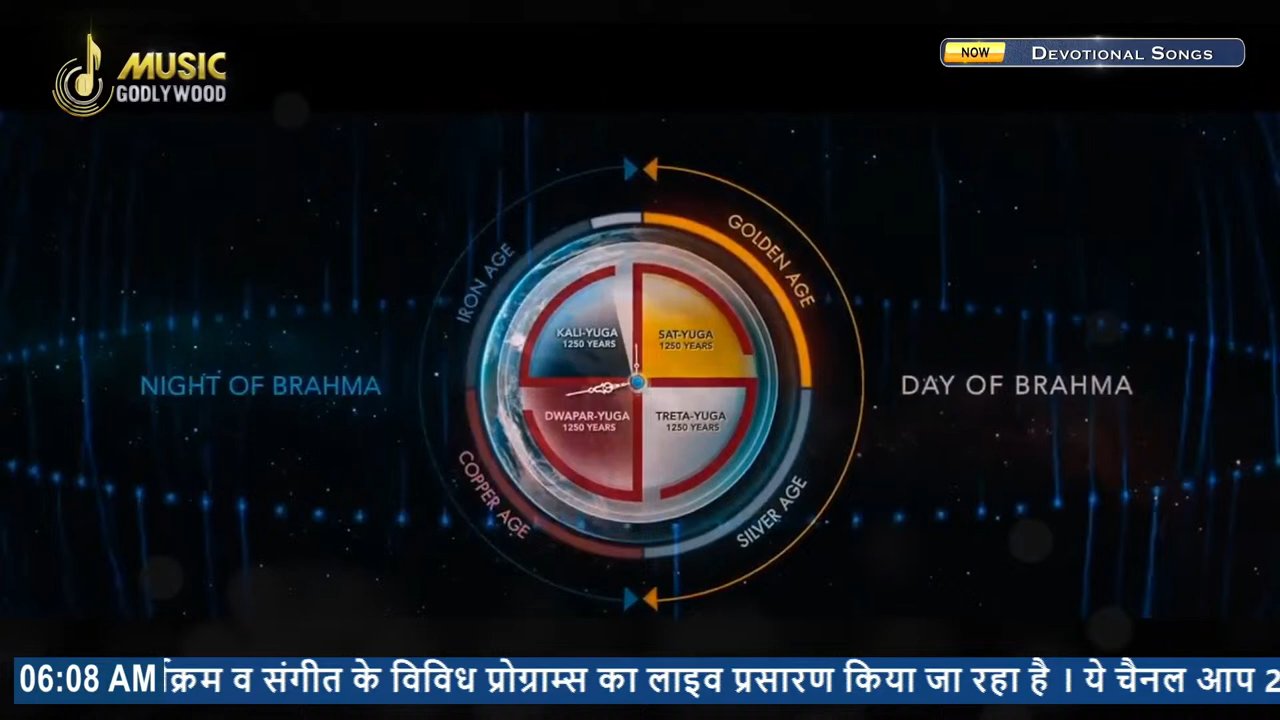 MUSIC
GODLYWOOD
NOW DEVOTIONAL SONGS
GOLDEN AGE
IRON AGE
KALI-YUGA
1250 YEARS
SAT-YUGA
1250 YEARS
NIGHT OF BRAHMA
DAY OF BRAHMA
DWAPAR-YUGA
1250 YEARS
TRETA-YUGA
1250 YEARS
COPPER AGE
SILVER AGE
06:08 AM व संगीत के विविध प्रोग्राम्स का लाइव प्रसारण किया जा रहा है । ये चैनल आप